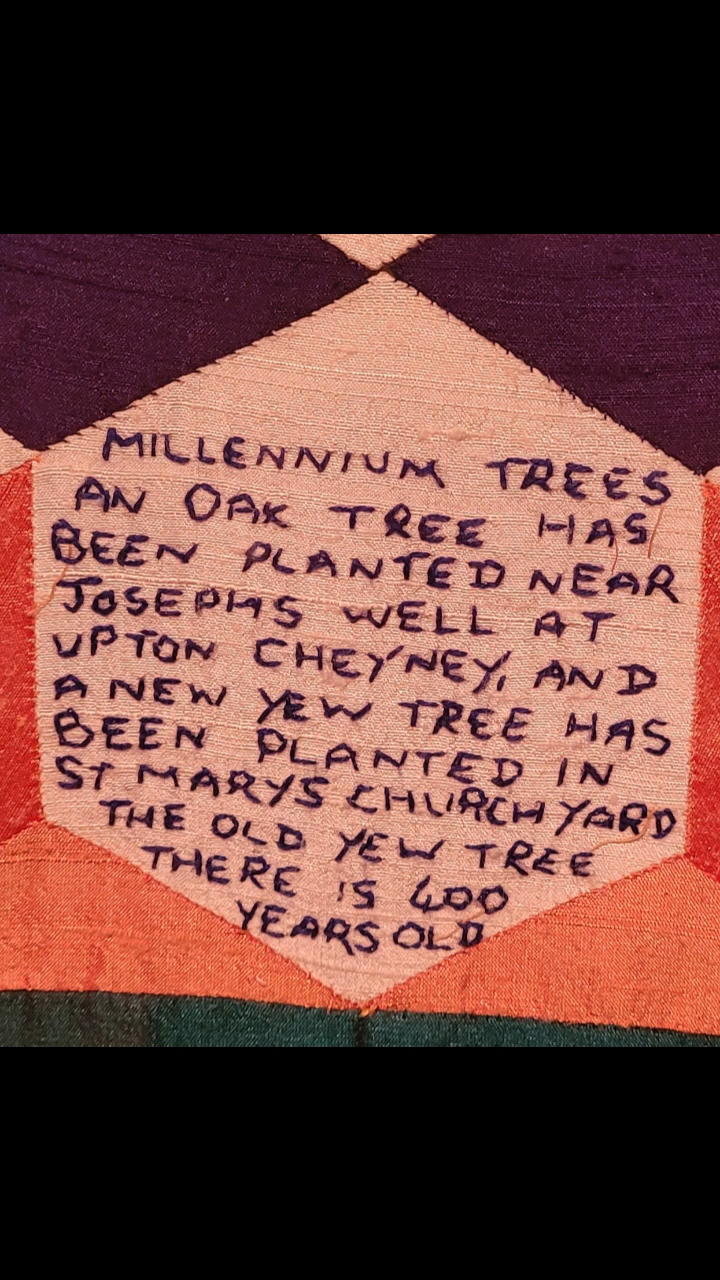 MILLENNIUM TREES
AN OAK TREE HAS
BEEN PLANTED NEAR
JOSEPHS WELL AT
UPTON CHEYNEY, AND
A NEW YEW TREE HAS
BEEN PLANTED IN
ST MARYS CHURCHYARD
THE OLD YEW TREE
THERE IS 400
YEARS OLD